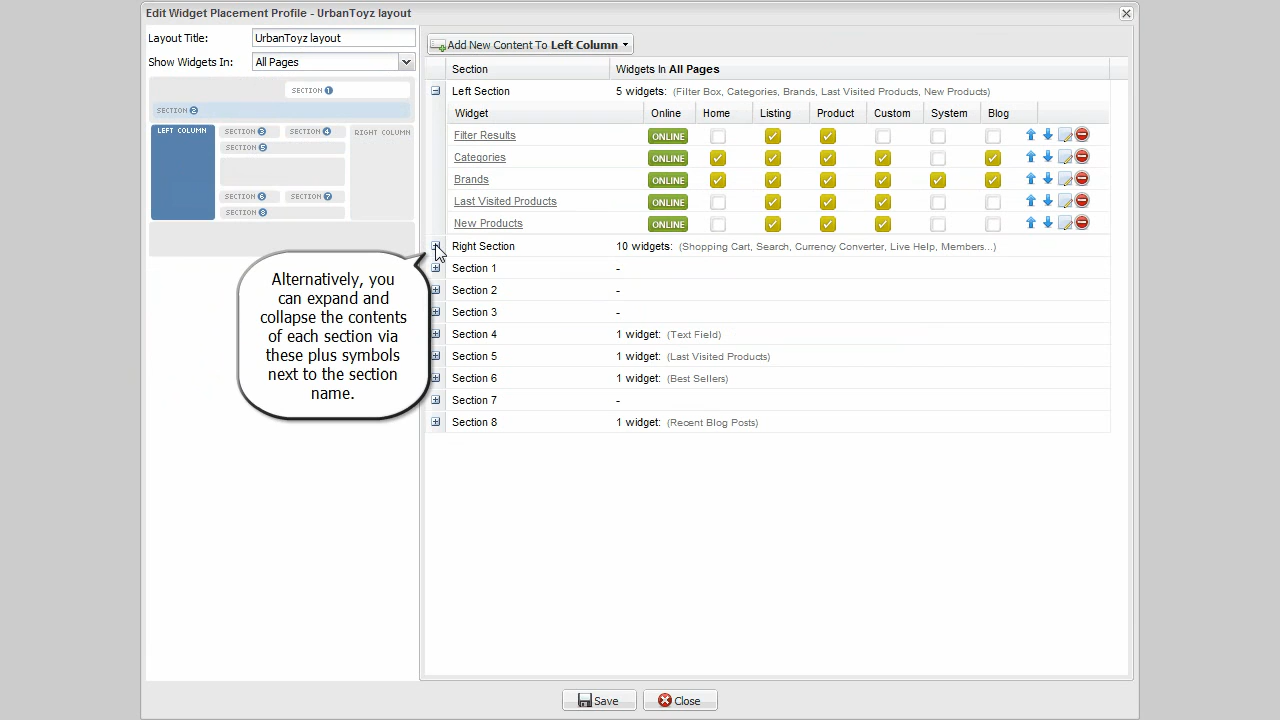 Edit Widget Placement Profile - UrbanToyz layout
Layout Title: UrbanToyz layout
Show Widgets In: All Pages
SECTION 1
SECTION 2
LEFT COLUMN
SECTION 3
SECTION 4
RIGHT COLUMN
SECTION 5
SECTION 6
SECTION 7
SECTION 8
Alternatively, you
can expand and
collapse the contents
of each section via
these plus symbols
next to the section
name.
Add New Content To Left Column
Section Widgets In All Pages
Left Section 5 widgets: (Filter Box, Categories, Brands, Last Visited Products, New Products)
Widget Online Home Listing Product Custom System Blog
Filter Results ONLINE
Categories ONLINE
Brands ONLINE
Last Visited Products ONLINE
New Products ONLINE
Right Section 10 widgets: (Shopping Cart, Search, Currency Converter, Live Help, Members...)
Section 1 -
Section 2 -
Section 3 -
Section 4 1 widget: (Text Field)
Section 5 1 widget: (Last Visited Products)
Section 6 1 widget: (Best Sellers)
Section 7 -
Section 8 1 widget: (Recent Blog Posts)
Save Close